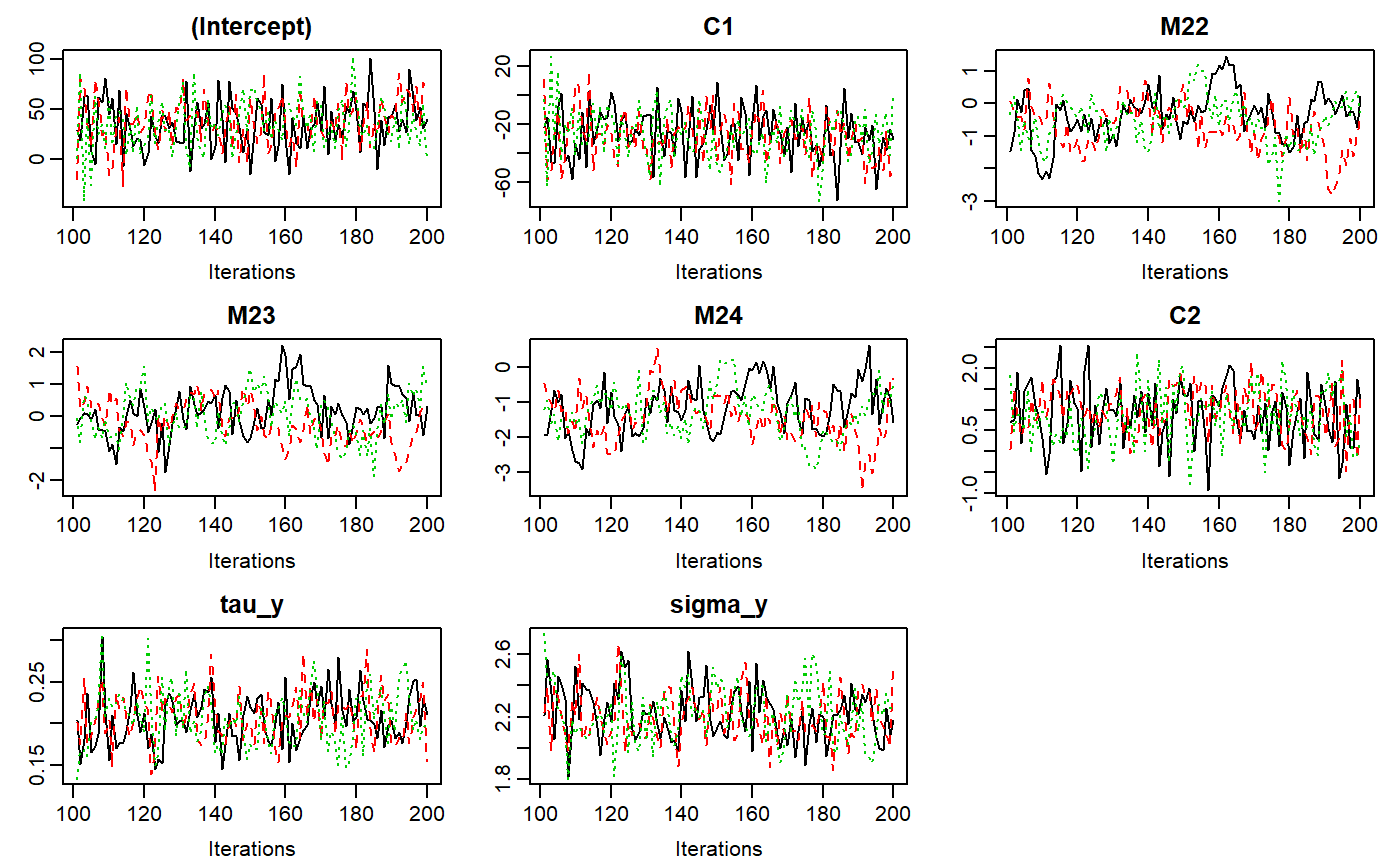 (Intercept) C1 M22
100 20 1
50 -20 0
0 -60 -1
-3
100 120 140 160 180 200 100 120 140 160 180 200 100 120 140 160 180 200
Iterations Iterations Iterations
M23 M24 C2
2 0 2.0
1 -1 0.5
0 -2 -1.0
-2 -3
100 120 140 160 180 200 100 120 140 160 180 200 100 120 140 160 180 200
Iterations Iterations Iterations
tau_y sigma_y
0.25 2.6
0.15 2.2
1.8
100 120 140 160 180 200 100 120 140 160 180 200
Iterations Iterations